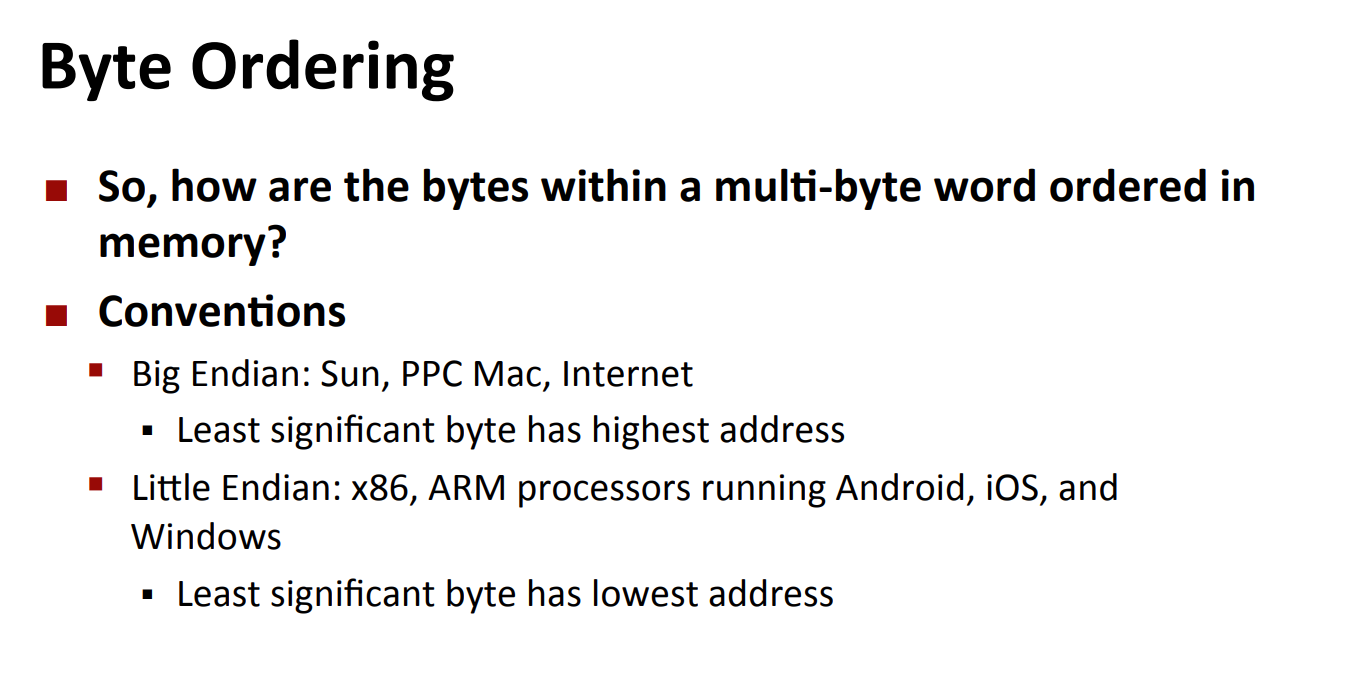 Byte Ordering
So, how are the bytes within a multi-byte word ordered in
memory?
Conventions
Big Endian: Sun, PPC Mac, Internet
Least significant byte has highest address
Little Endian: x86, ARM processors running Android, iOS, and
Windows
Least significant byte has lowest address